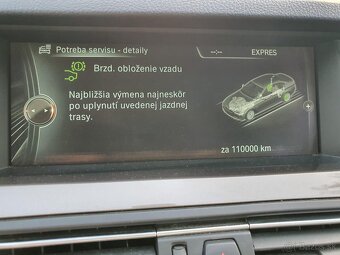 Potreba servisu - detaily
--:-- EXPRES
Brzd. obloženie vzadu
Najbližšia výmena najneskôr
po uplynutí uvedenej jazdnej
trasy.
za 110000 km